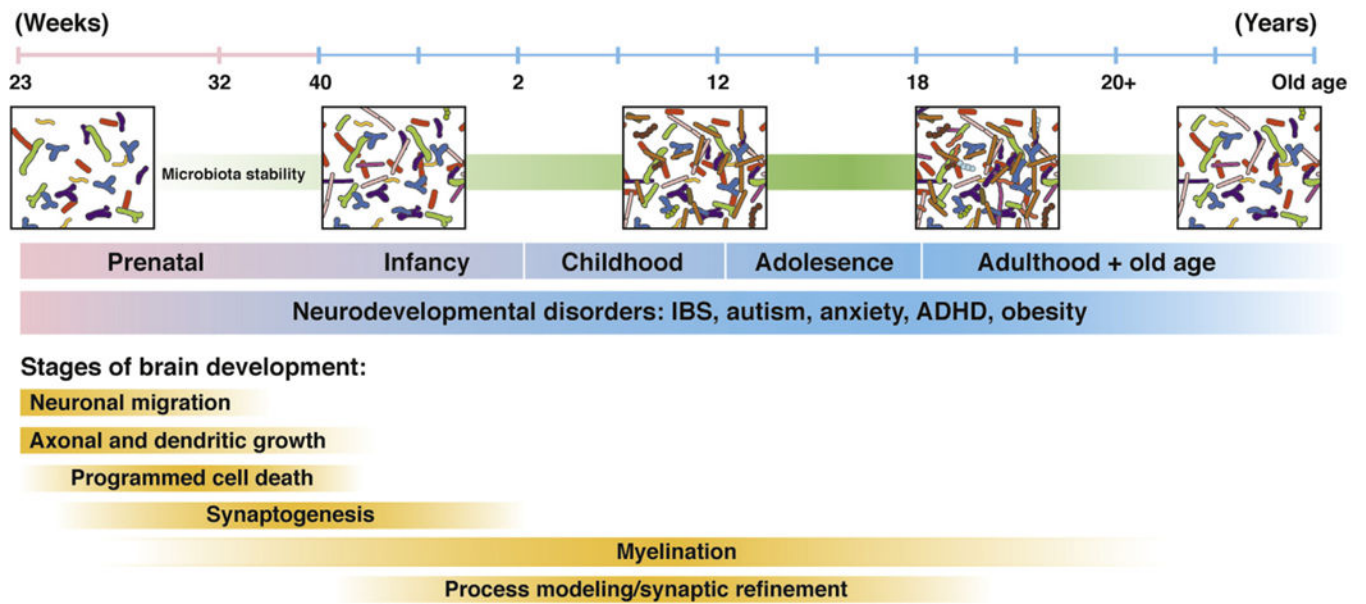 (Weeks) (Years)
23 32 40 2 12 18 20+ Old age
Microbiota stability
Prenatal Infancy Childhood Adolesence Adulthood + old age
Neurodevelopmental disorders: IBS, autism, anxiety, ADHD, obesity
Stages of brain development:
Neuronal migration
Axonal and dendritic growth
Programmed cell death
Synaptogenesis
Myelination
Process modeling/synaptic refinement